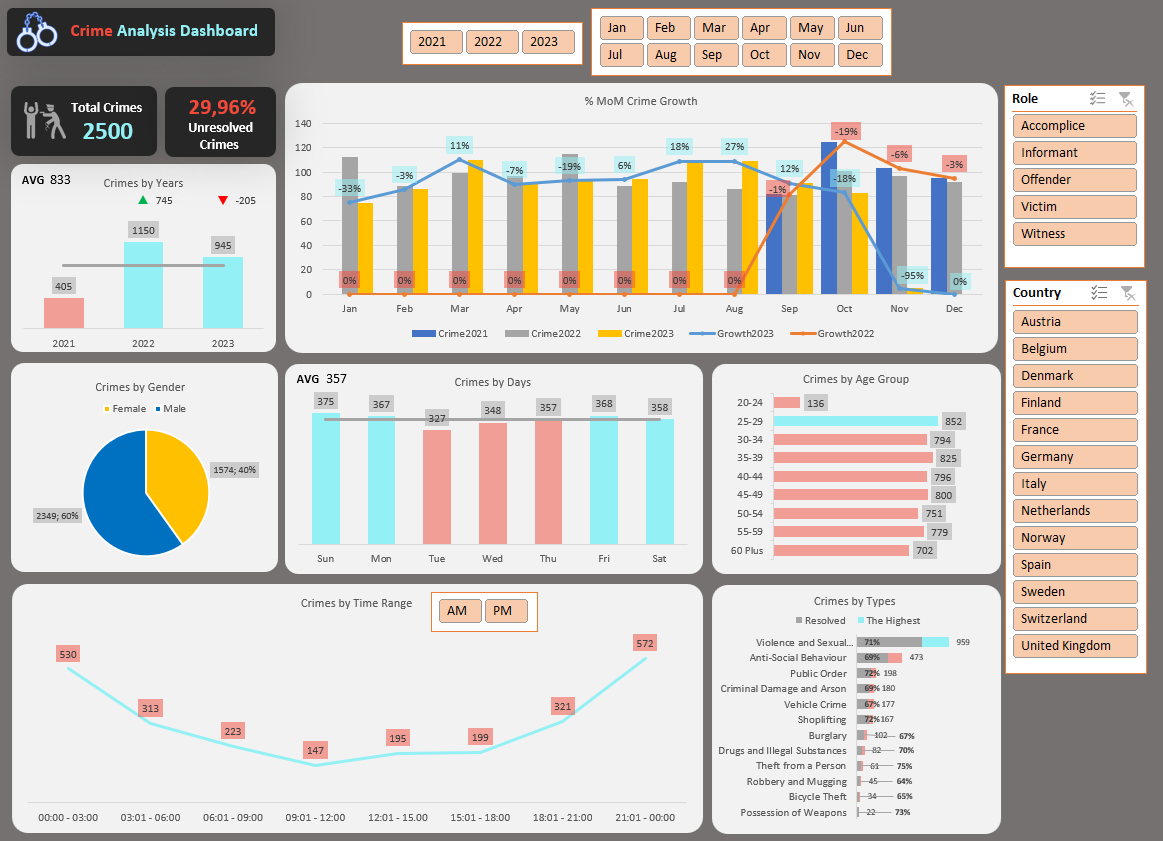 Crime Analysis Dashboard
2021 2022 2023
Jan Feb Mar Apr May Jun
Jul Aug Sep Oct Nov Dec
Total Crimes
2500
29,96%
Unresolved
Crimes
AVG 833
Crimes by Years
745 -205
1150
945
405
2021 2022 2023
% MoM Crime Growth
140
120
100
80
60
40
20
0
-33% -3% 11% -7% -19% 6% 18% 27% 12% -18% -95% 0%
0% 0% 0% 0% 0% 0% 0% 0% -1% -19% -6% -3%
Jan Feb Mar Apr May Jun Jul Aug Sep Oct Nov Dec
Crime2021 Crime2022 Crime2023 Growth2023 Growth2022
Role
Accomplice
Informant
Offender
Victim
Witness
Country
Austria
Belgium
Denmark
Finland
France
Germany
Italy
Netherlands
Norway
Spain
Sweden
Switzerland
United Kingdom
Crimes by Gender
Female Male
1574; 40%
2349; 60%
AVG 357
Crimes by Days
375 367 327 348 357 368 358
Sun Mon Tue Wed Thu Fri Sat
Crimes by Age Group
20-24 136
25-29 852
30-34 794
35-39 825
40-44 796
45-49 800
50-54 751
55-59 779
60 Plus 702
Crimes by Time Range
AM PM
530 313 223 147 195 199 321 572
00:00 - 03:00 03:01 - 06:00 06:01 - 09:00 09:01 - 12:00 12:01 - 15:00 15:01 - 18:00 18:01 - 21:00 21:01 - 00:00
Crimes by Types
Resolved The Highest
Violence and Sexual... 71% 959
Anti-Social Behaviour 69% 473
Public Order 72% 198
Criminal Damage and Arson 69% 180
Vehicle Crime 67% 177
Shoplifting 72% 167
Burglary 102 67%
Drugs and Illegal Substances 82 70%
Theft from a Person 61 75%
Robbery and Mugging 45 64%
Bicycle Theft 34 65%
Possession of Weapons 22 73%